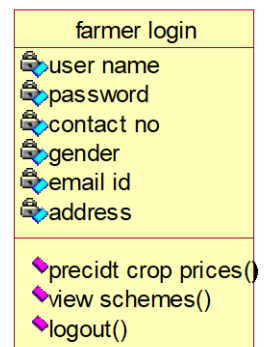 farmer login
user name
password
contact no
gender
email id
address
precidt crop prices()
view schemes()
logout()